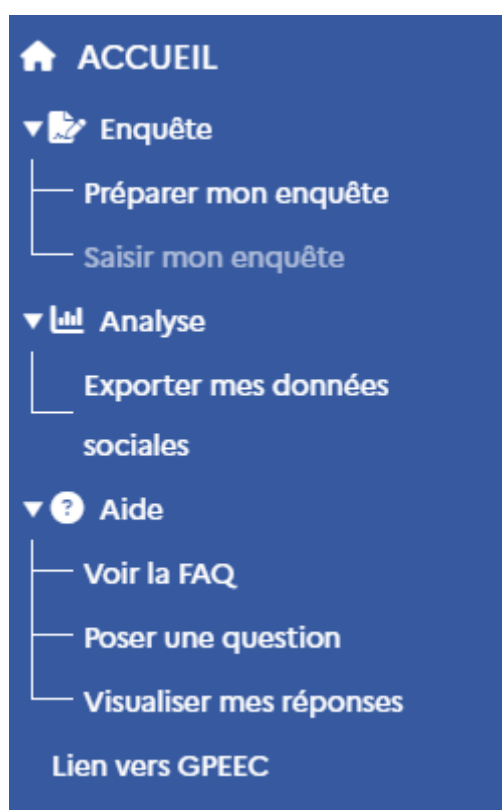 ACCUEIL
Enquête
Préparer mon enquête
Saisir mon enquête
Analyse
Exporter mes données
sociales
Aide
Voir la FAQ
Poser une question
Visualiser mes réponses
Lien vers GPEEC